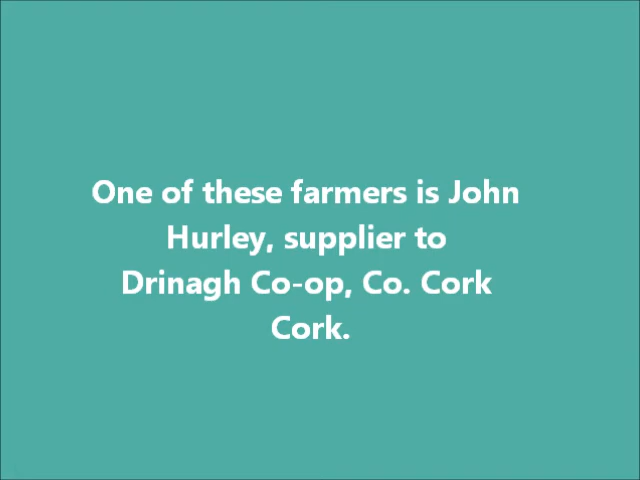 One of these farmers is John
Hurley, supplier to
Drinagh Co-op, Co. Cork
Cork.